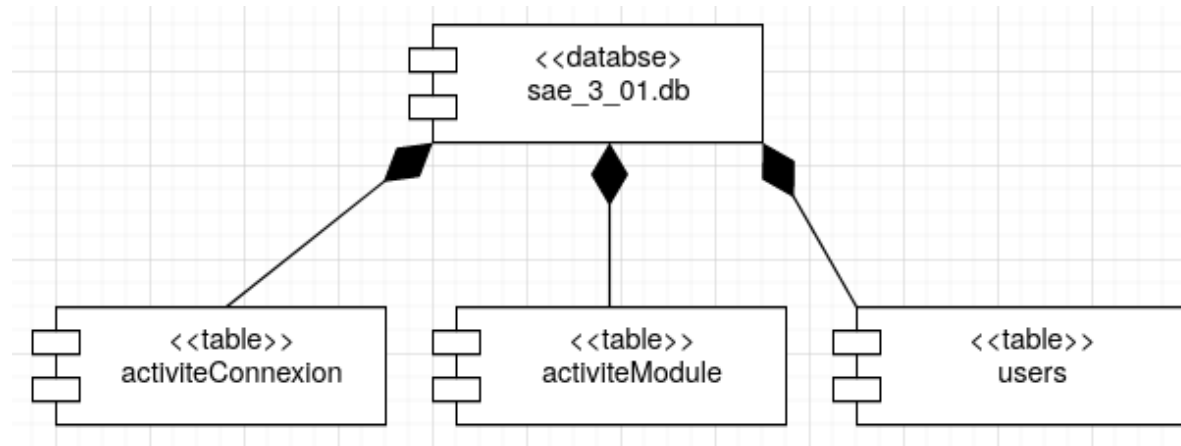 <<databse>
sae_3_01.db
<<table>>
activiteConnexion
<<table>>
activiteModule
<<table>>
users